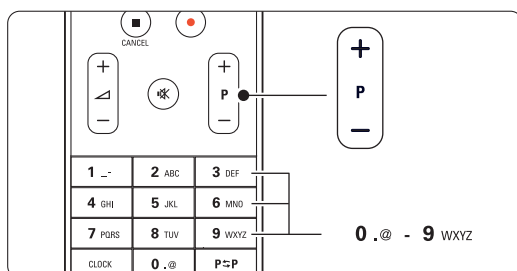 CANCEL
+ + +
P P
− − −
1 _- 2 ABC 3 DEF
4 GHI 5 JKL 6 MNO
7 PQRS 8 TUV 9 WXYZ
0 .@ - 9 WXYZ
CLOCK 0 .@ P⇆P